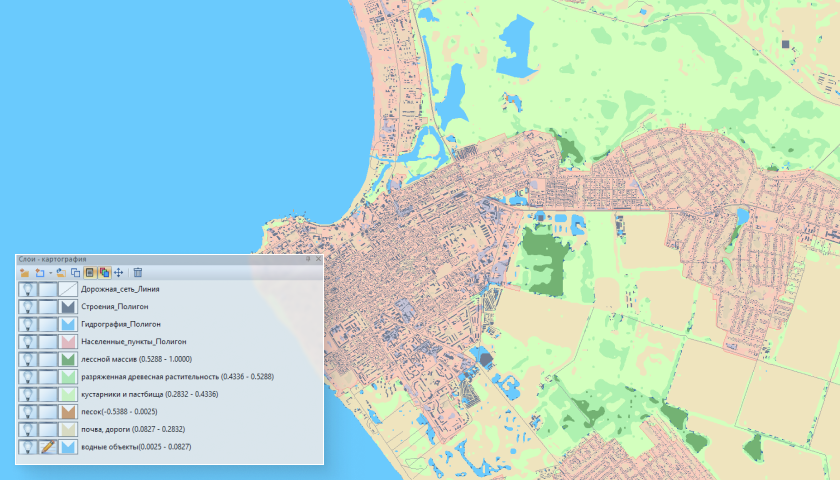 Слои - картография
Дорожная_сеть_Линия
Строения_Полигон
Гидрография_Полигон
Населенные_пункты_Полигон
лессной массив (0.5288 - 1.0000)
разряженная древесная растительность (0.4336 - 0.5288)
кустарники и пастбища (0.2832 - 0.4336)
песок(-0.5388 - 0.0025)
почва, дороги (0.0827 - 0.2832)
водные объекты(0.0025 - 0.0827)